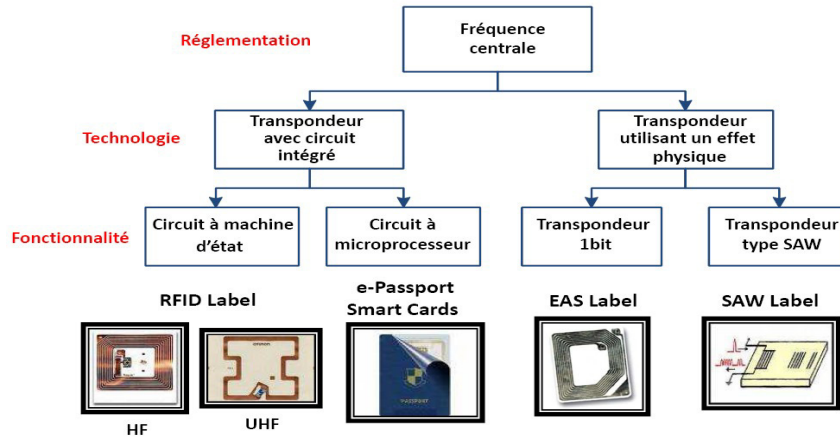 Réglementation
Fréquence
centrale
Technologie
Transpondeur
avec circuit
intégré
Transpondeur
utilisant un effet
physique
Fonctionnalité
Circuit à machine
d'état
Circuit à
microprocesseur
Transpondeur
1bit
Transpondeur
type SAW
RFID Label
e-Passport
Smart Cards
EAS Label
SAW Label
PASSPORT
HF
UHF